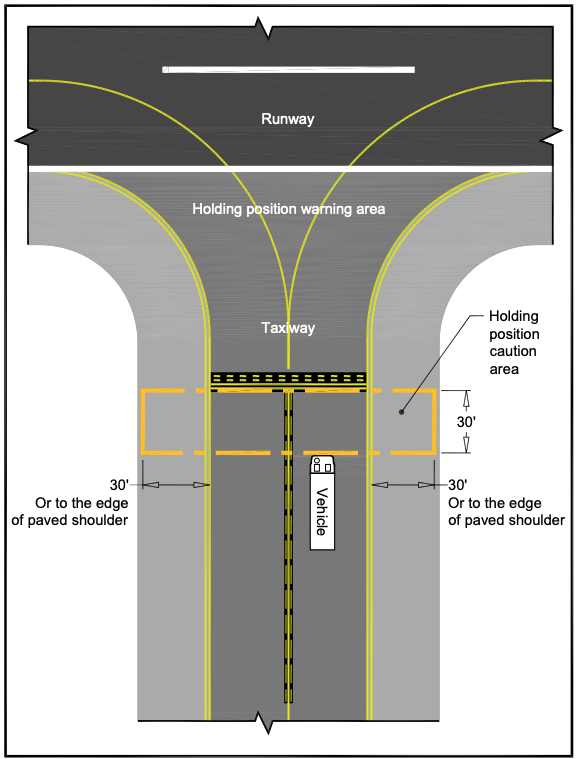 Runway
Holding position warning area
Taxiway
Holding
position
caution
area
30'
30'
Or to the edge
of paved shoulder
Vehicle
30'
Or to the edge
of paved shoulder